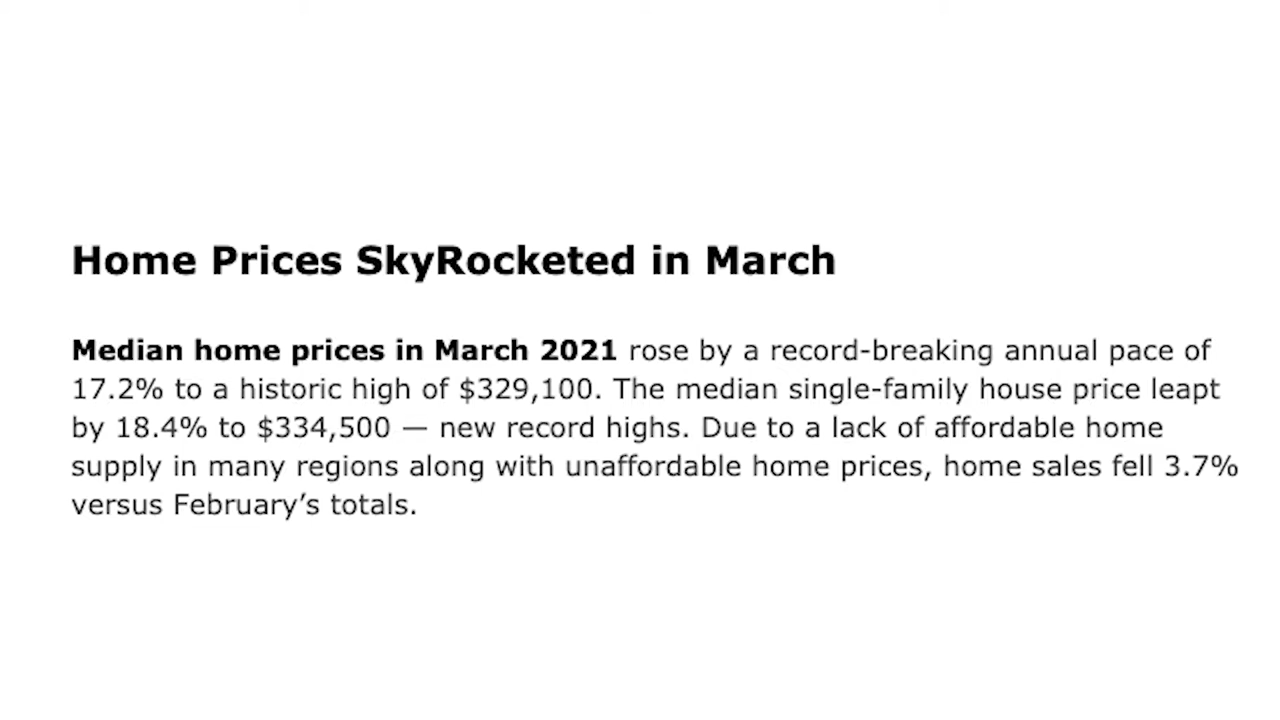 Home Prices SkyRocketed in March
Median home prices in March 2021 rose by a record-breaking annual pace of
17.2% to a historic high of $329,100. The median single-family house price leapt
by 18.4% to $334,500 — new record highs. Due to a lack of affordable home
supply in many regions along with unaffordable home prices, home sales fell 3.7%
versus February’s totals.